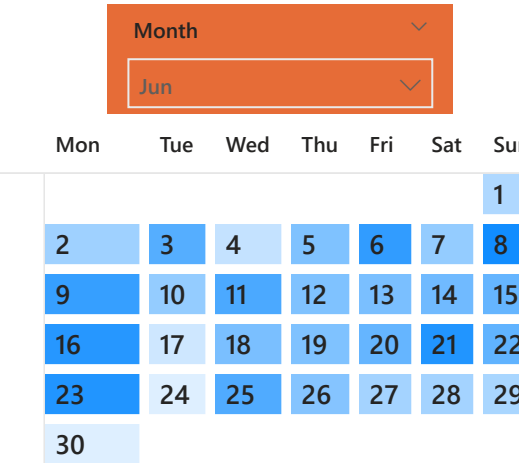 Month
Jun
Mon Tue Wed Thu Fri Sat Su
1
2 3 4 5 6 7 8
9 10 11 12 13 14 15
16 17 18 19 20 21 22
23 24 25 26 27 28 29
30